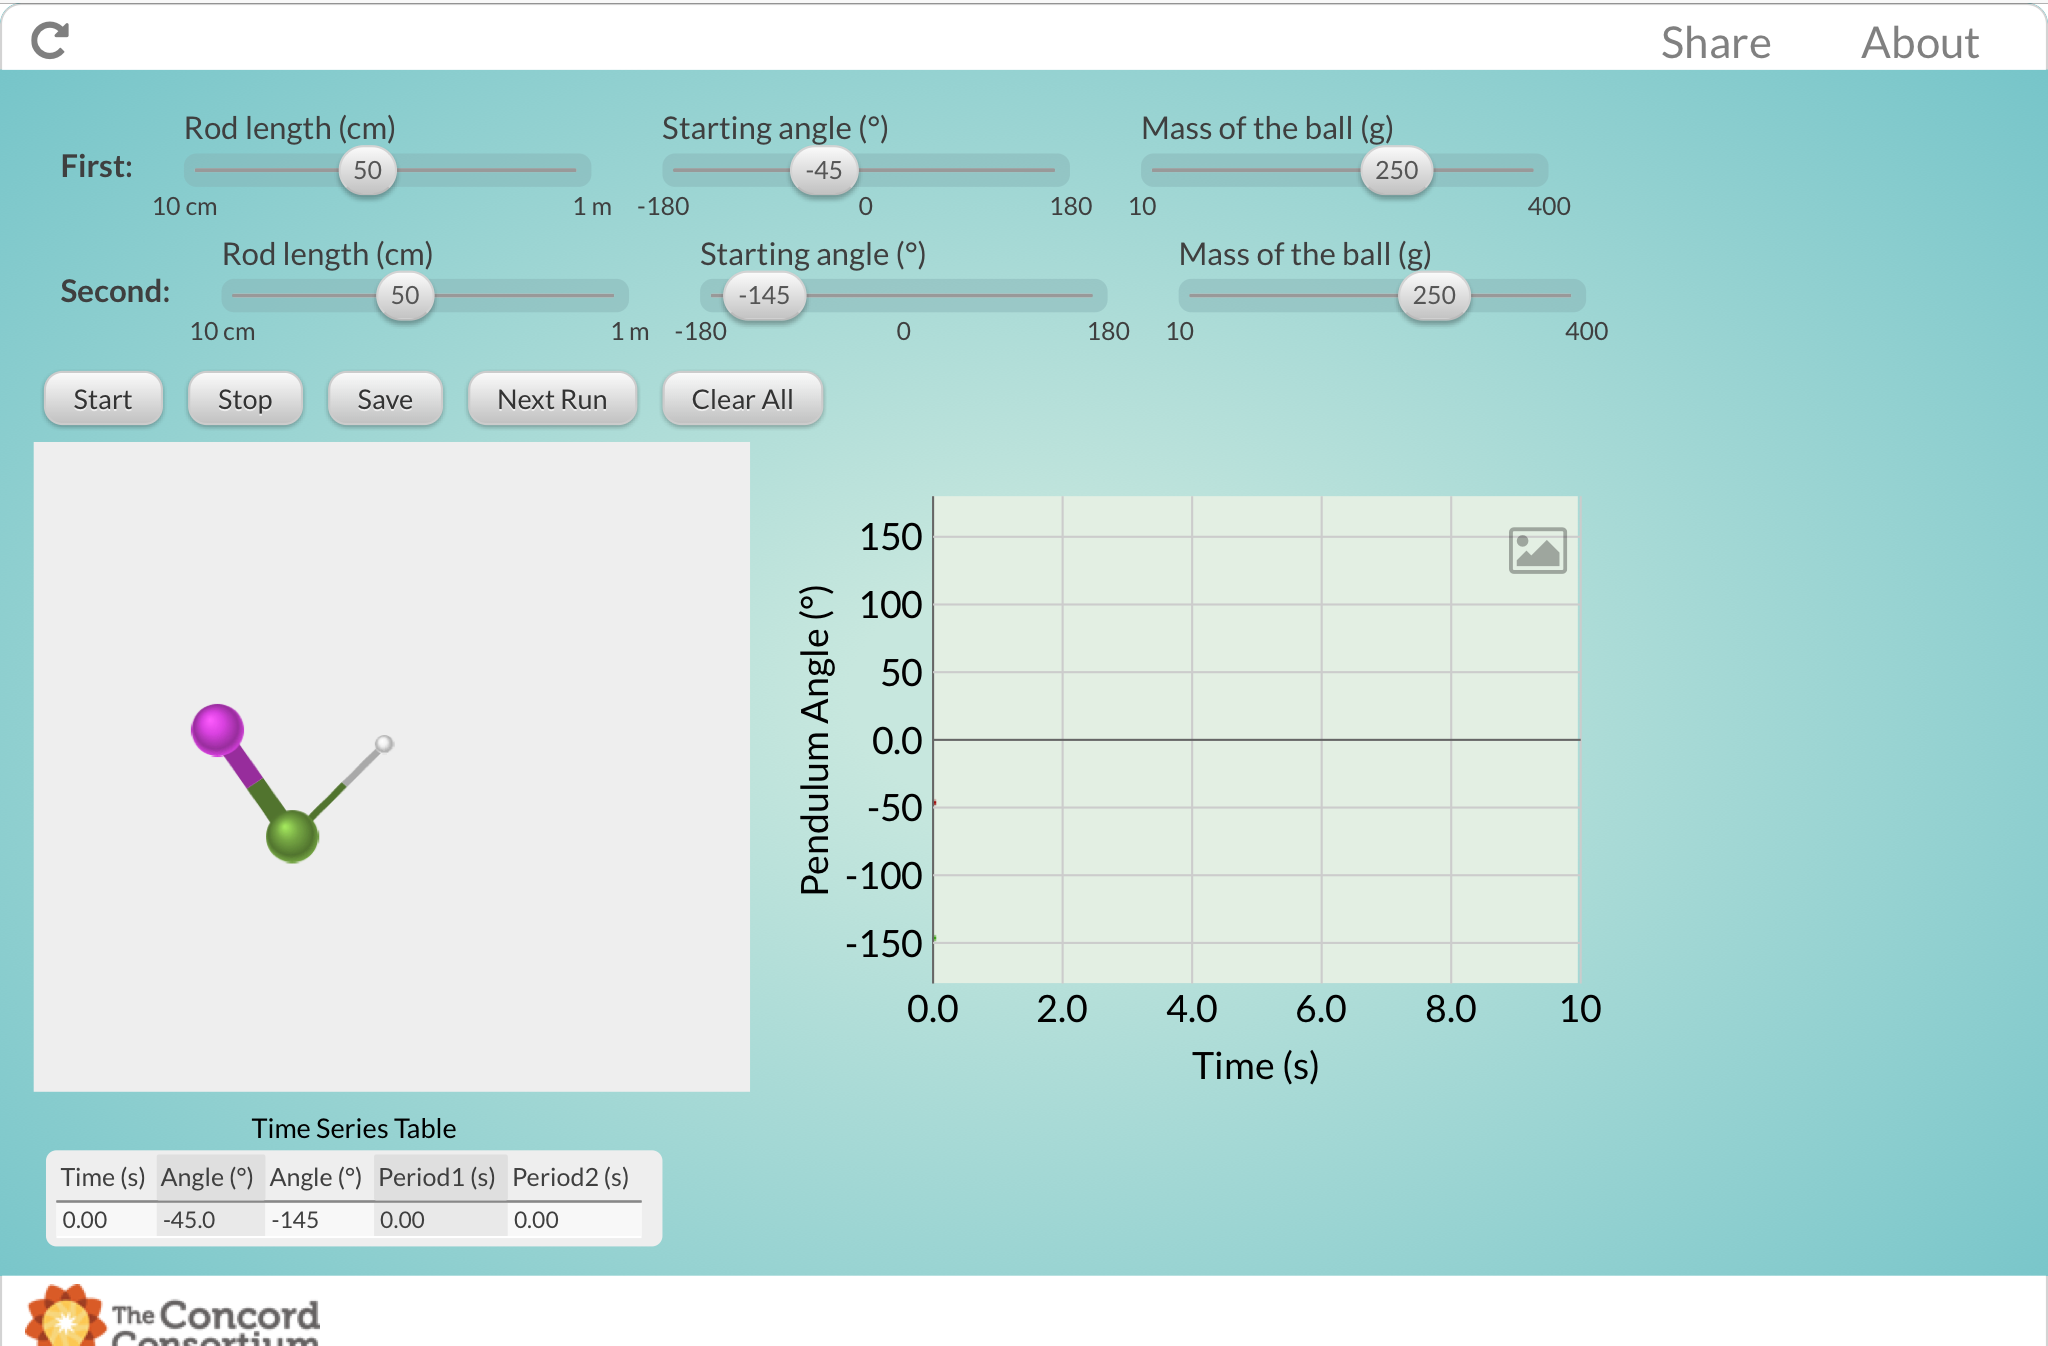 Share About
Rod length (cm) Starting angle (°) Mass of the ball (g)
First: 50 -45 250
10 cm 1 m -180 0 180 10 400
Rod length (cm) Starting angle (°) Mass of the ball (g)
Second: 50 -145 250
10 cm 1 m -180 0 180 10 400
Start Stop Save Next Run Clear All
Pendulum Angle (°)
150
100
50
0.0
-50
-100
-150
0.0 2.0 4.0 6.0 8.0 10
Time (s)
Time Series Table
Time (s) Angle (°) Angle (°) Period1 (s) Period2 (s)
0.00 -45.0 -145 0.00 0.00
The Concord
Consortium